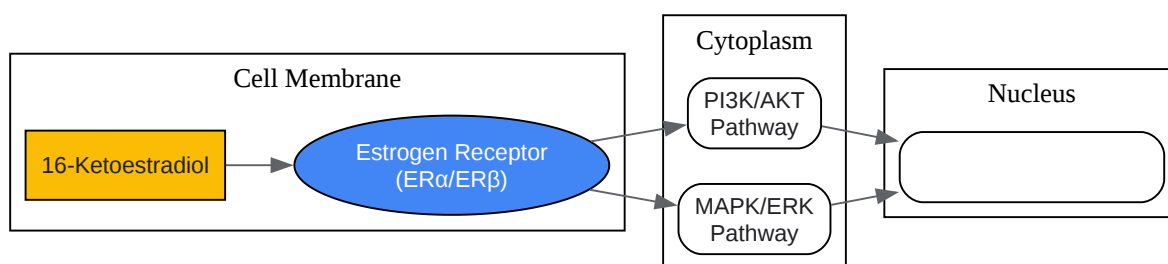 Cell Membrane
16-Ketoestradiol
Estrogen Receptor
(ERα/ERβ)
Cytoplasm
PI3K/AKT
Pathway
MAPK/ERK
Pathway
Nucleus